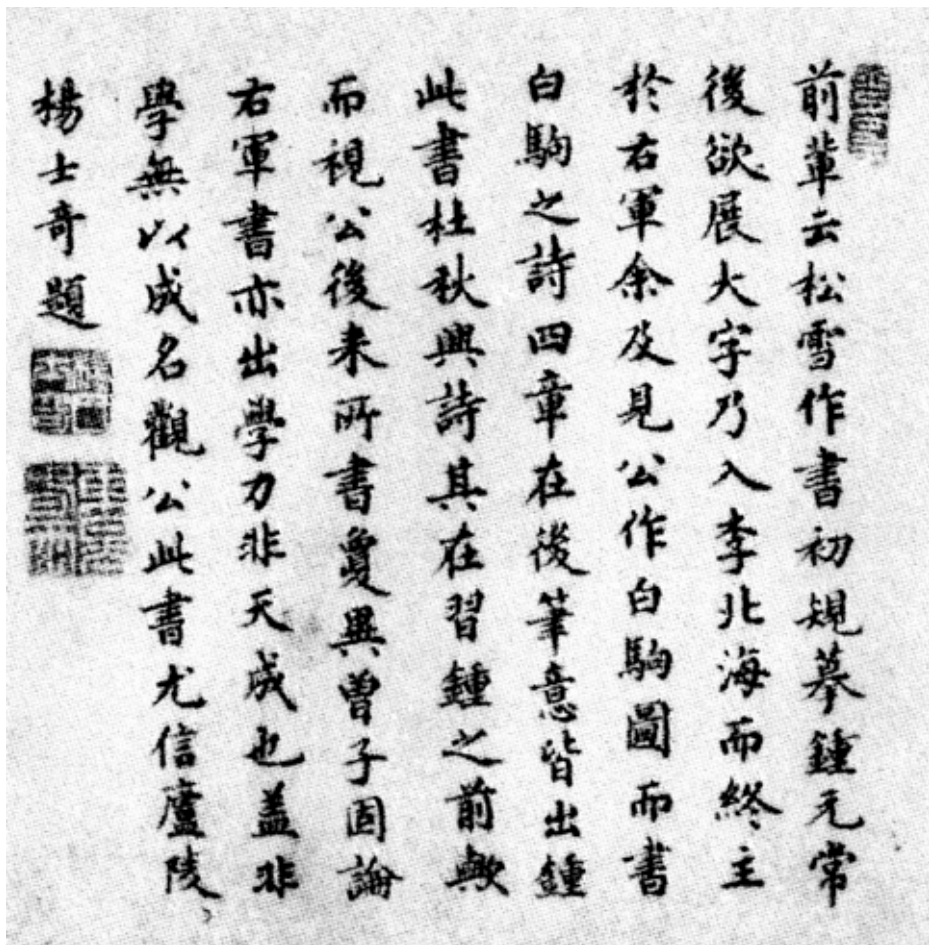 前輩云松雪作書初規摹鍾元常
後欲展大字乃入李北海而終主
於右軍余及見公作白駒圖而書
白駒之詩四章在後筆意皆出鍾
此書杜秋興詩其在習鍾之前歟
而視公後来所書敻異曾子固論
右軍書亦出學力非天成也盖非
學無以成名觀公此書尤信廬陵
楊士奇題